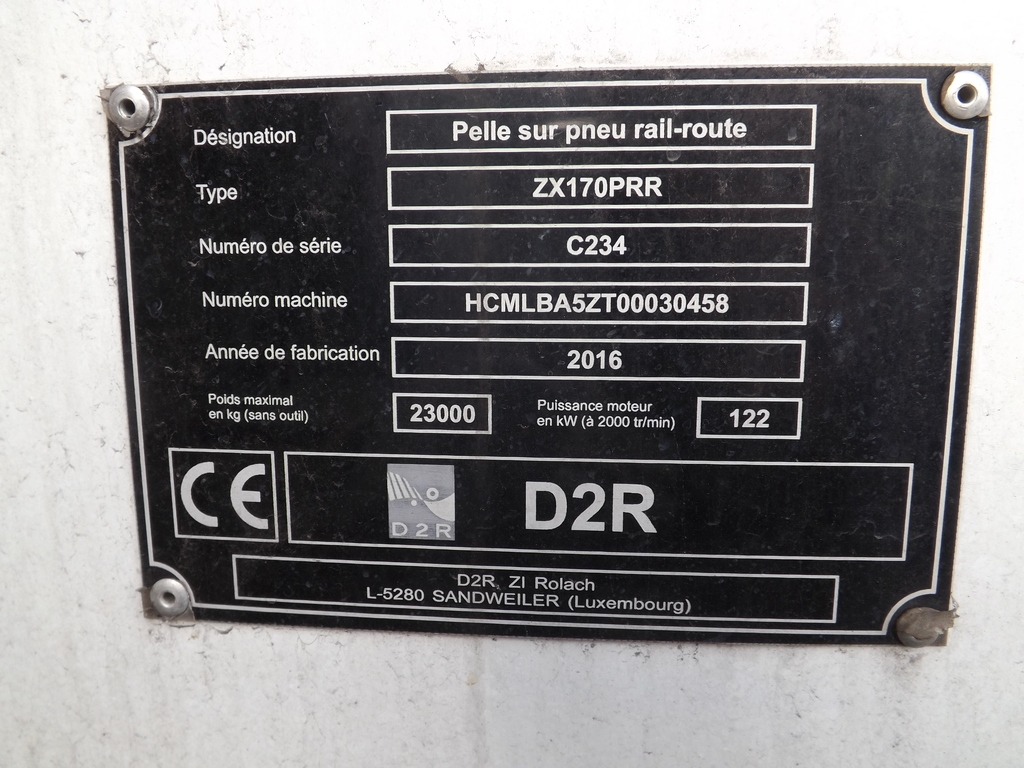 Désignation Pelle sur pneu rail-route
Type ZX170PRR
Numéro de série C234
Numéro machine HCMLBA5ZT00030458
Année de fabrication 2016
Poids maximal
en kg (sans outil) 23000
Puissance moteur
en kW (à 2000 tr/min) 122
CE
D2R
D2R
D2R, ZI Rolach
L-5280 SANDWEILER (Luxembourg)